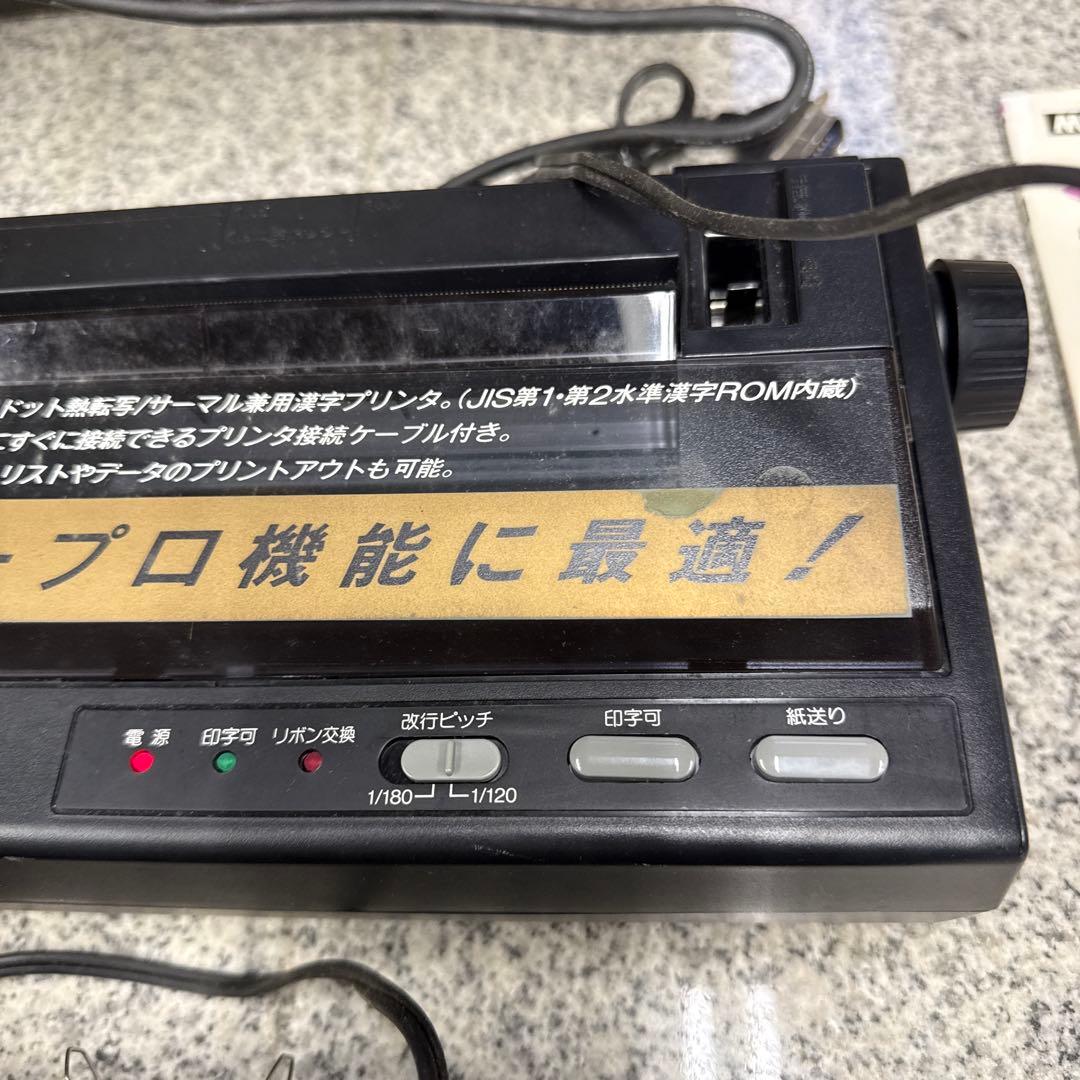 ドット熱転写/サーマル兼用漢字プリンタ。(JIS第1・第2水準漢字ROM内蔵)
すぐに接続できるプリンタ接続ケーブル付き。
リストやデータのプリントアウトも可能。
ープロ機能に最適!
電源 印字可 リボン交換 改行ピッチ 印字可 紙送り
1/180 1/120